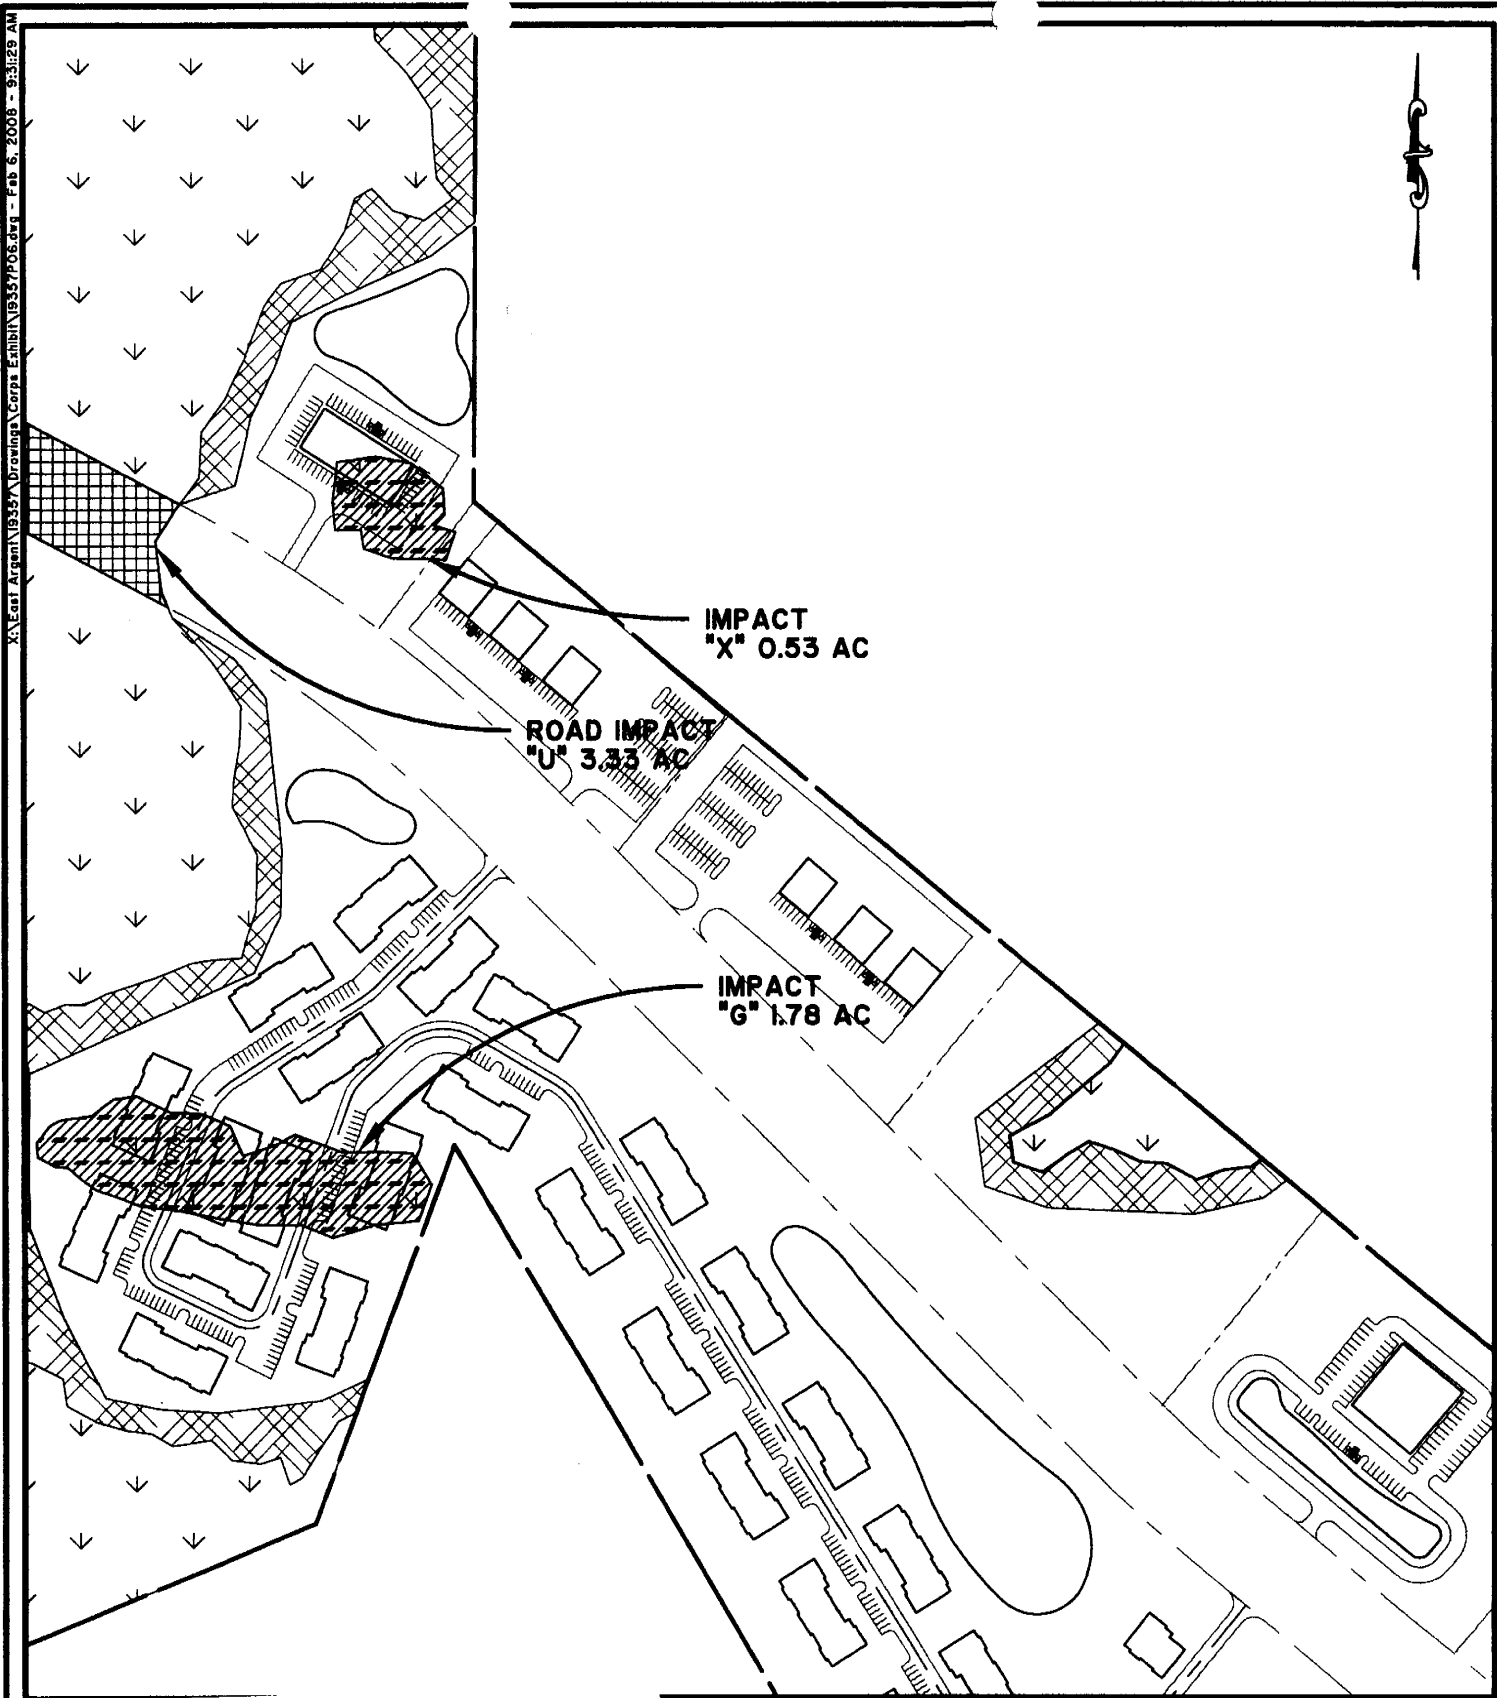 X:\East Argent\19357\Drawings\Corps Exhibit\19357P06.dwg - Feb 6, 2008 - 9:31:29 AM
IMPACT
"X" 0.53 AC
ROAD IMPACT
"U" 3.33 AC
IMPACT
"G" 1.78 AC